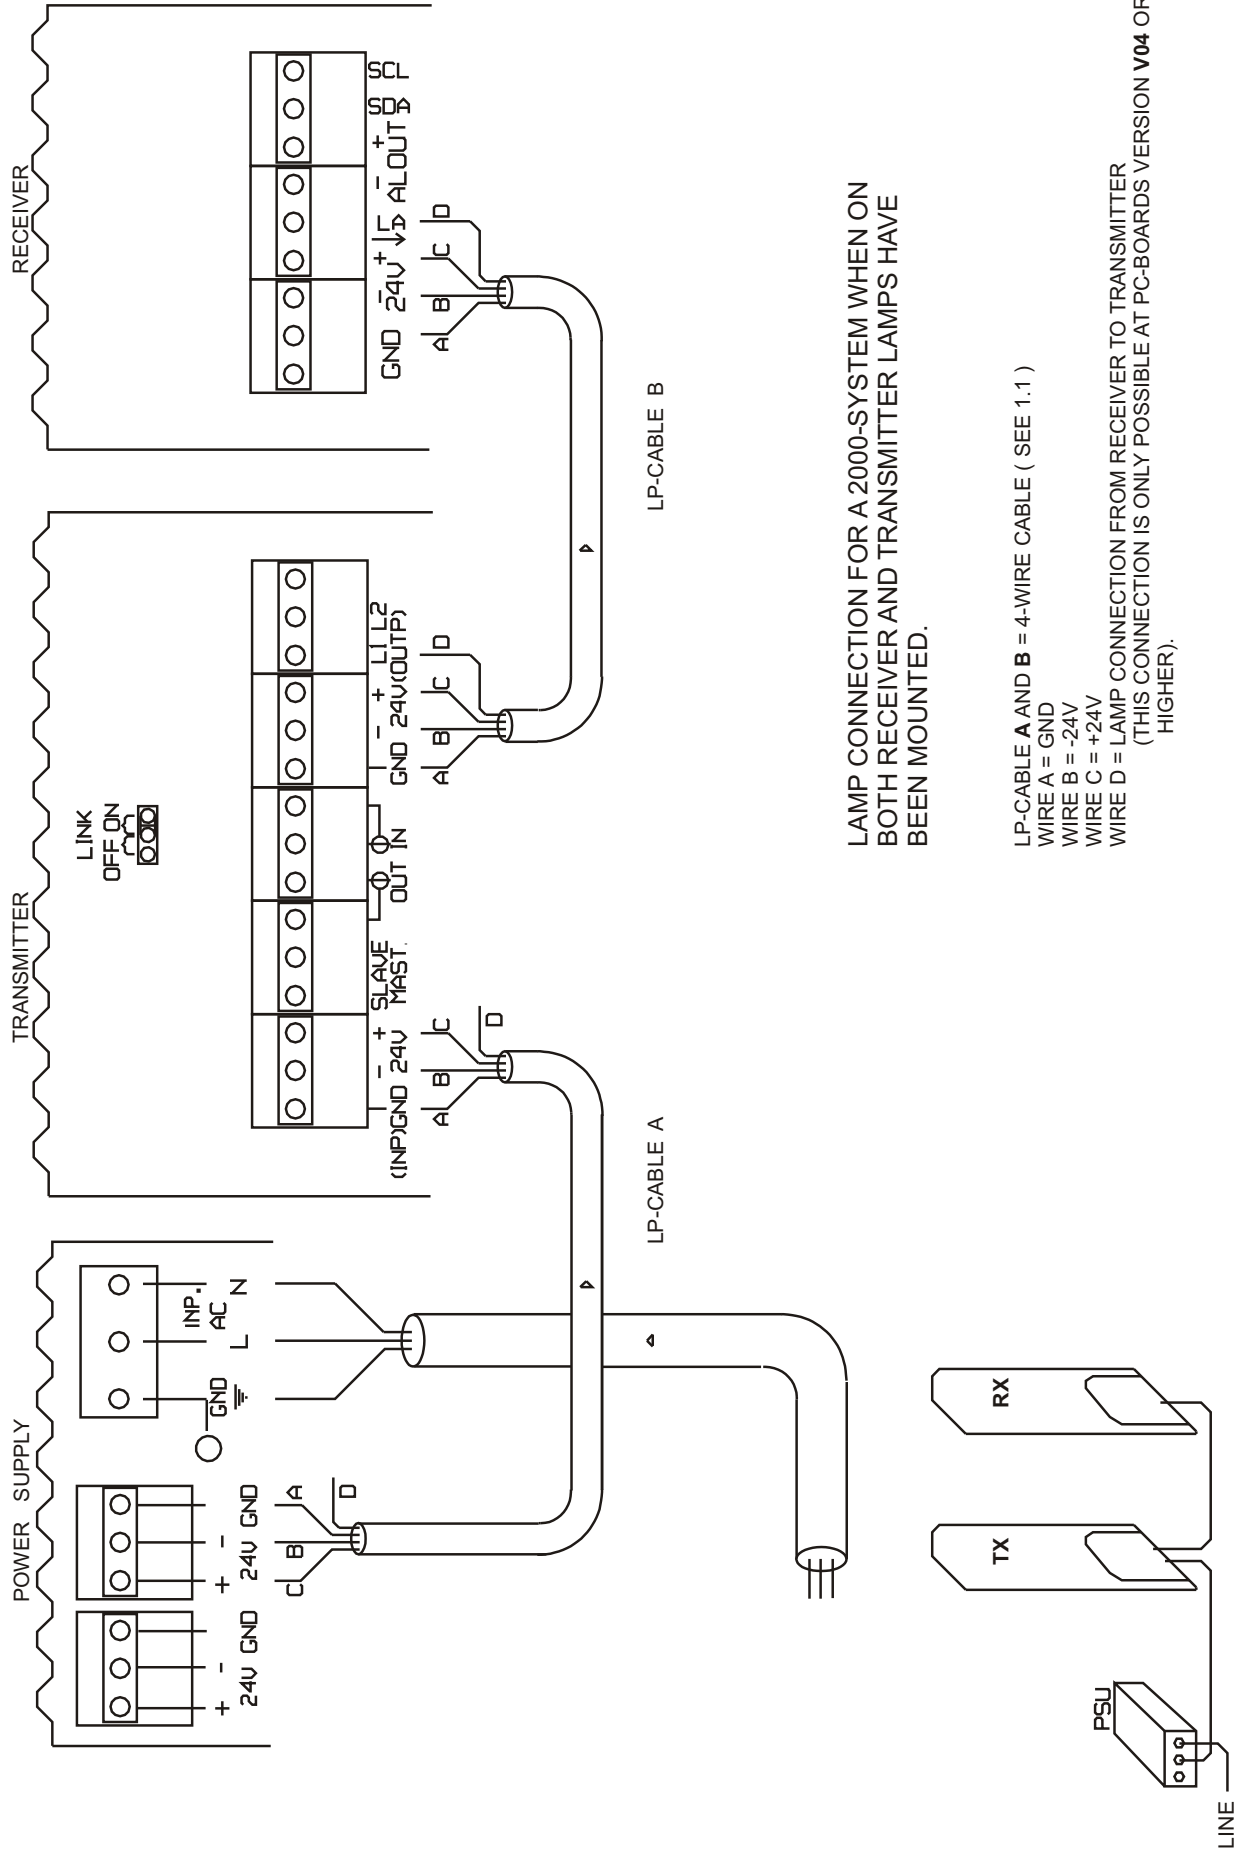 POWER SUPPLY
TRANSMITTER
RECEIVER
LINK
OFF ON
+ - 
24V GND
+ -
24V GND
GND
INP.
AC
L
N
C
B
A
D
- +
(INP)GND 24V
SLAVE
MAST.
OUT IN
- +
GND 24V(OUTP)
L1 L2
A
B
C
D
A
B
C
D
GND
- +
24V
LA
- +
ALOUT
SDA
SCL
A
B
C
D
LP-CABLE A
LP-CABLE B
LAMP CONNECTION FOR A 2000-SYSTEM WHEN ON
BOTH RECEIVER AND TRANSMITTER LAMPS HAVE
BEEN MOUNTED.
LP-CABLE A AND B = 4-WIRE CABLE ( SEE 1.1 )
WIRE A = GND
WIRE B = -24V
WIRE C = +24V
WIRE D = LAMP CONNECTION FROM RECEIVER TO TRANSMITTER
(THIS CONNECTION IS ONLY POSSIBLE AT PC-BOARDS VERSION V04 OR
HIGHER).
PSU
TX
RX
LINE